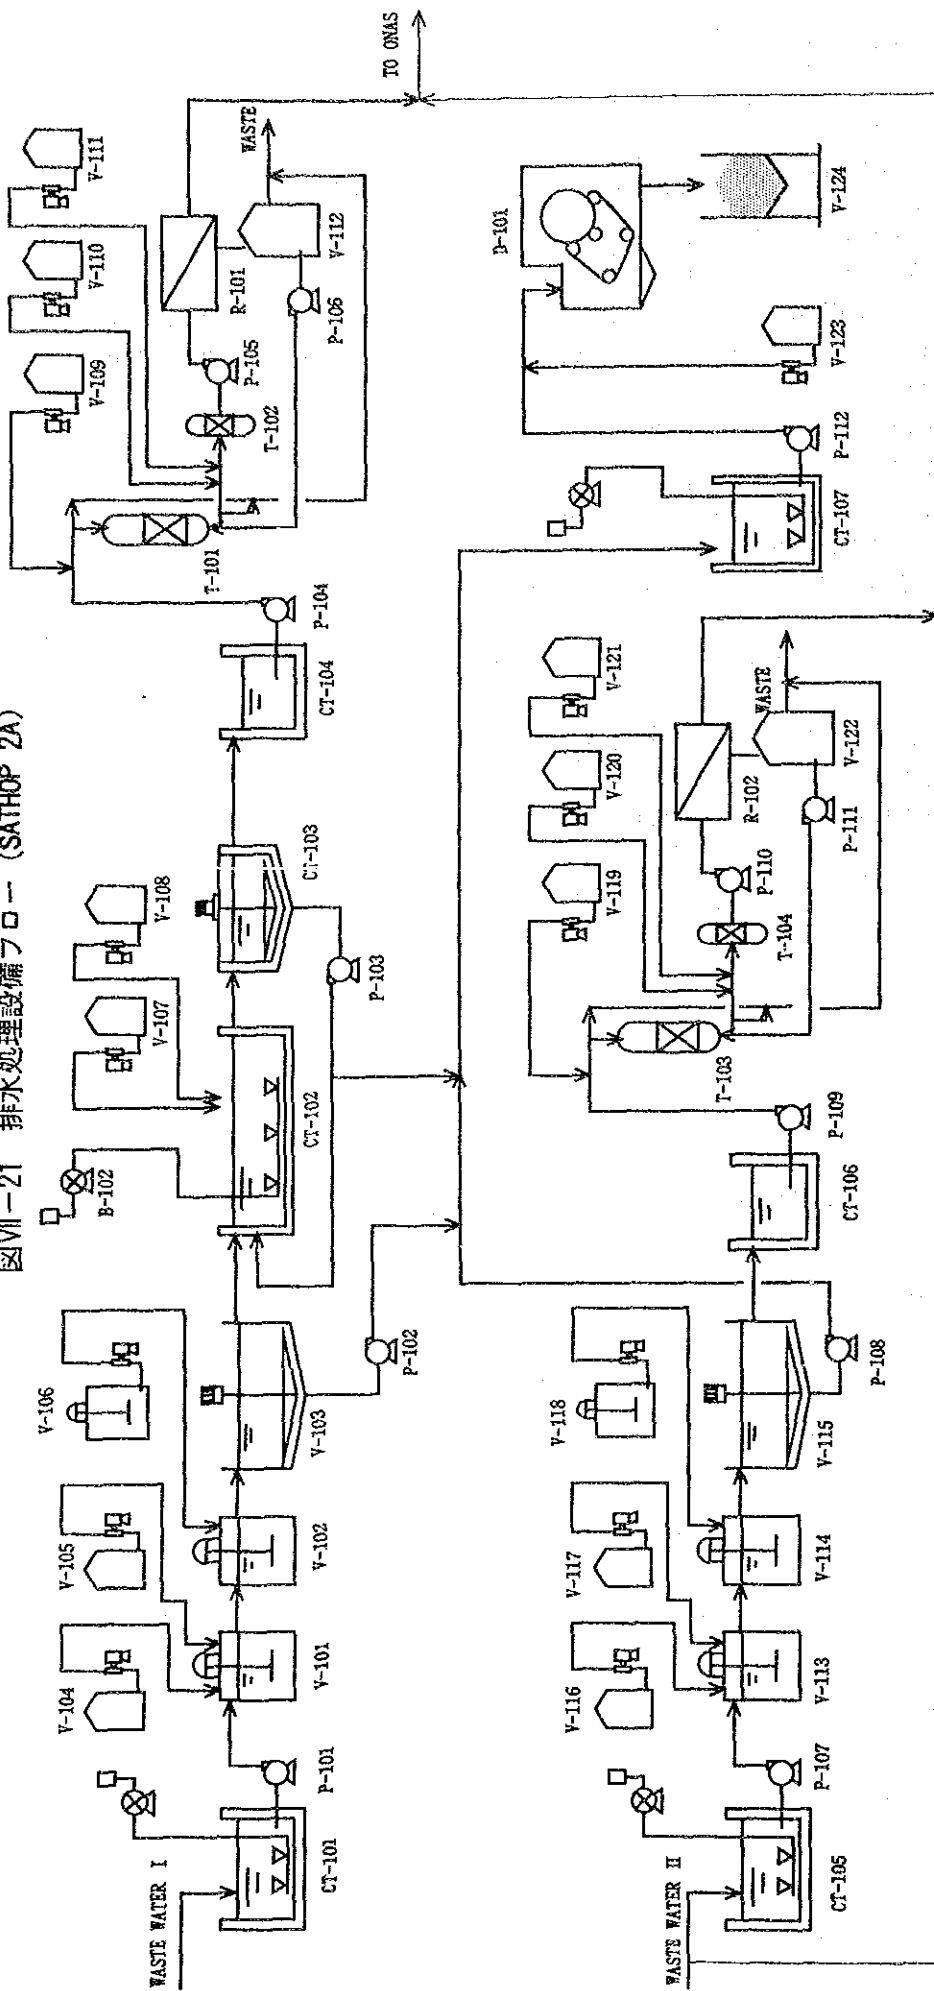 図VII-21 排水処理設備フロー (SATHOP 2A)
WASTE WATER I
CT-101
P-101
V-104
V-101
V-105
V-102
V-106
V-103
P-102
B-102
CT-102
V-107
V-108
CT-103
P-103
CT-104
P-104
T-101
V-109
V-110
V-111
T-102
P-105
R-101
P-106
V-112
WASTE
TO ONAS
WASTE WATER II
CT-105
P-107
V-116
V-113
V-117
V-114
V-118
V-115
P-108
CT-106
P-109
T-103
V-119
V-120
V-121
T-104
P-110
R-102
P-111
V-122
WASTE
CT-107
P-112
V-123
D-101
V-124